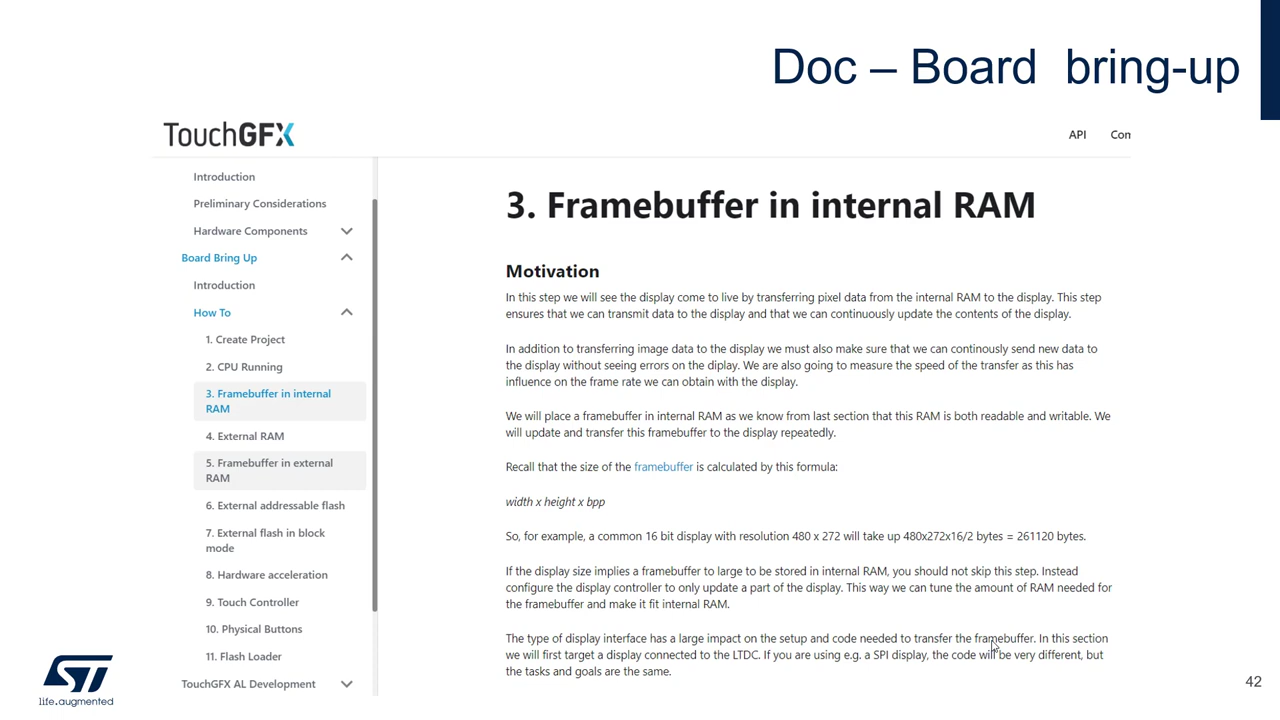 Doc – Board bring-up
TouchGFX
API
Con
Introduction
Preliminary Considerations
Hardware Components
Board Bring Up
Introduction
How To
1. Create Project
2. CPU Running
3. Framebuffer in internal
RAM
4. External RAM
5. Framebuffer in external
RAM
6. External addressable flash
7. External flash in block
mode
8. Hardware acceleration
9. Touch Controller
10. Physical Buttons
11. Flash Loader
TouchGFX AL Development
3. Framebuffer in internal RAM
Motivation
In this step we will see the display come to live by transferring pixel data from the internal RAM to the display. This step
ensures that we can transmit data to the display and that we can continuously update the contents of the display.
In addition to transferring image data to the display we must also make sure that we can continously send new data to
the display without seeing errors on the diplay. We are also going to measure the speed of the transfer as this has
influence on the frame rate we can obtain with the display.
We will place a framebuffer in internal RAM as we know from last section that this RAM is both readable and writable. We
will update and transfer this framebuffer to the display repeatedly.
Recall that the size of the framebuffer is calculated by this formula:
width x height x bpp
So, for example, a common 16 bit display with resolution 480 x 272 will take up 480x272x16/2 bytes = 261120 bytes.
If the display size implies a framebuffer to large to be stored in internal RAM, you should not skip this step. Instead
configure the display controller to only update a part of the display. This way we can tune the amount of RAM needed for
the framebuffer and make it fit internal RAM.
The type of display interface has a large impact on the setup and code needed to transfer the framebuffer. In this section
we will first target a display connected to the LTDC. If you are using e.g. a SPI display, the code will be very different, but
the tasks and goals are the same.
ST
life.augmented
42